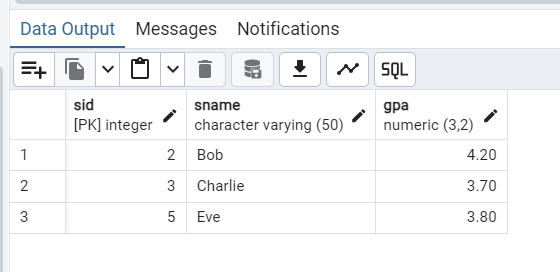 Data Output Messages Notifications
SQL
sid sname gpa
[PK] integer character varying (50) numeric (3,2)
1 2 Bob 4.20
2 3 Charlie 3.70
3 5 Eve 3.80